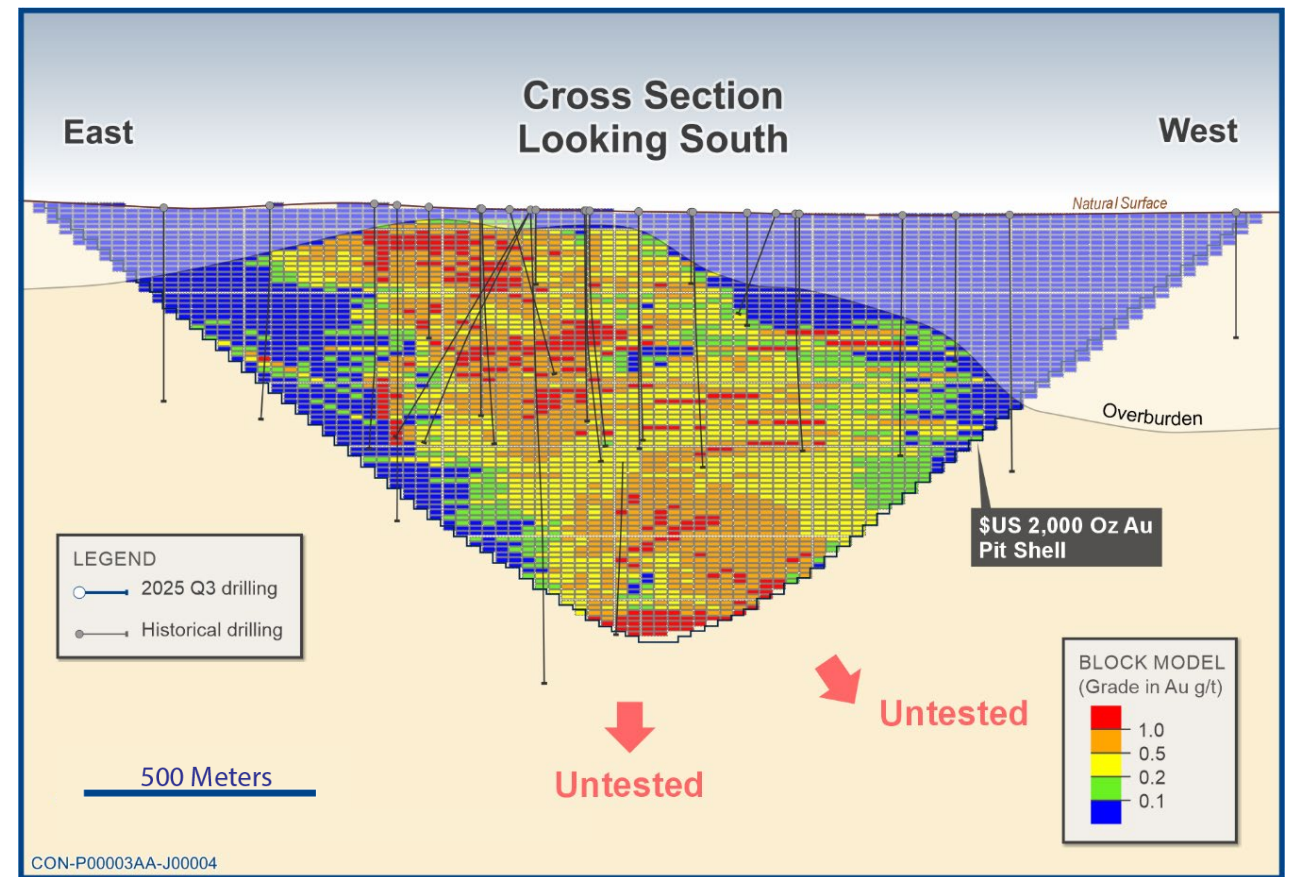 Cross Section
Looking South
East
West
Natural Surface
Overburden
$US 2,000 Oz Au
Pit Shell
LEGEND
2025 Q3 drilling
Historical drilling
BLOCK MODEL
(Grade in Au g/t)
1.0
0.5
0.2
0.1
Untested
Untested
500 Meters
CON-P00003AA-J00004